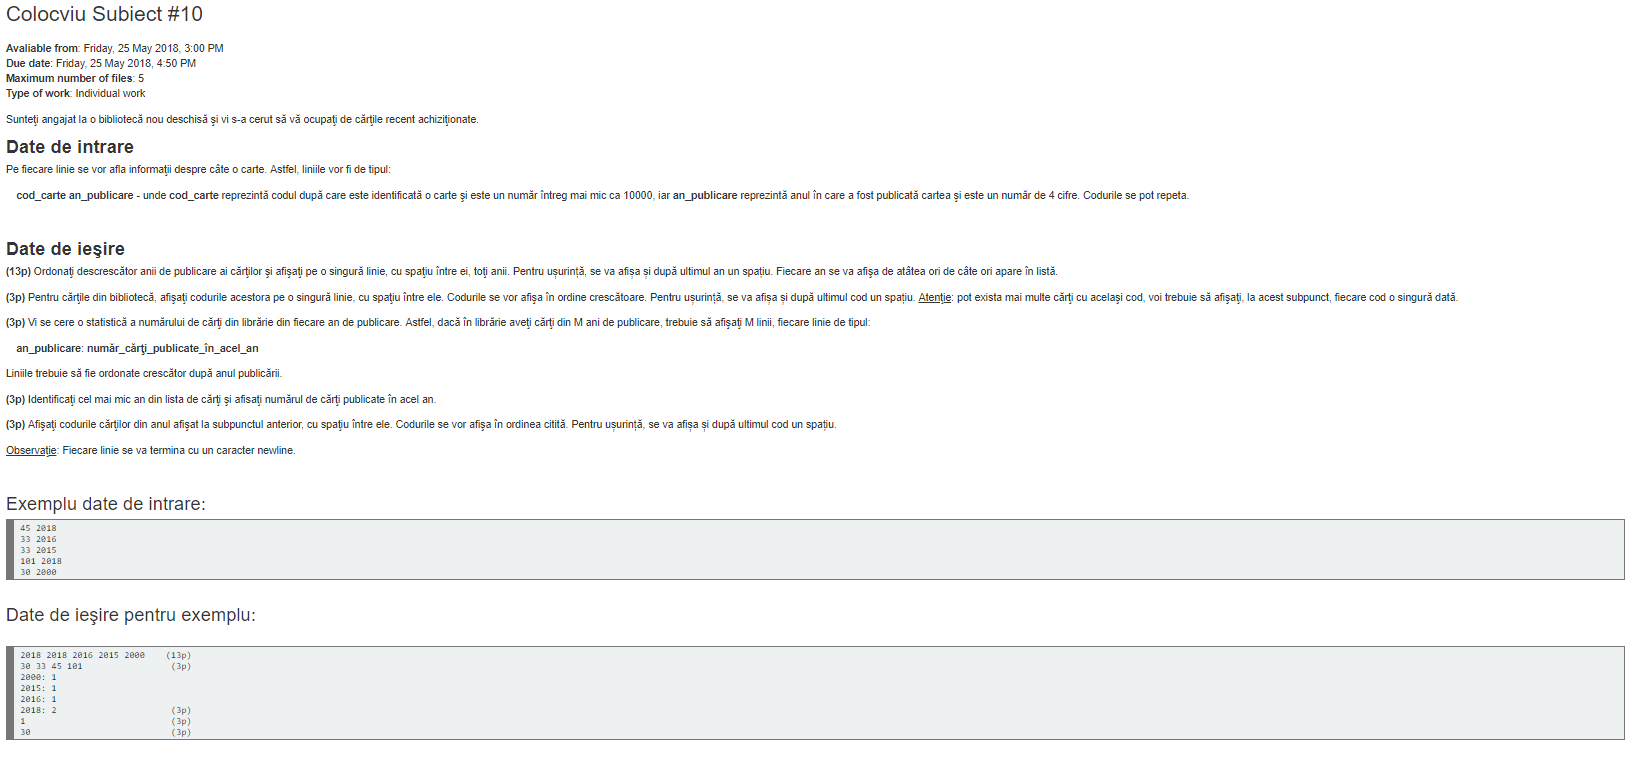 Colocviu Subiect #10
Avaliable from: Friday, 25 May 2018, 3:00 PM
Due date: Friday, 25 May 2018, 4:50 PM
Maximum number of files: 5
Type of work: Individual work
Sunteţi angajat la o bibliotecă nou deschisă şi vi s-a cerut să vă ocupaţi de cărţile recent achiziţionate.
Date de intrare
Pe fiecare linie se vor afla informaţii despre câte o carte. Astfel, liniile vor fi de tipul:
cod_carte an_publicare - unde cod_carte reprezintă codul după care este identificată o carte şi este un număr întreg mai mic ca 10000, iar an_publicare reprezintă anul în care a fost publicată cartea şi este un număr de 4 cifre. Codurile se pot repeta.
Date de ieşire
(13p) Ordonaţi descrescător anii de publicare ai cărţilor şi afişaţi pe o singură linie, cu spaţiu între ei, toţi anii. Pentru uşurinţă, se va afişa şi după ultimul an un spaţiu. Fiecare an se va afişa de atâtea ori de câte ori apare în listă.
(3p) Pentru cărţile din bibliotecă, afişaţi codurile acestora pe o singură linie, cu spaţiu între ele. Codurile se vor afişa în ordine crescătoare. Pentru uşurinţă, se va afişa şi după ultimul cod un spaţiu. Atenţie: pot exista mai multe cărţi cu acelaşi cod, voi trebuie să afişaţi, la acest subpunct, fiecare cod o singură dată.
(3p) Vi se cere o statistică a numărului de cărţi din librărie din fiecare an de publicare. Astfel, dacă în librărie aveţi cărţi din M ani de publicare, trebuie să afişaţi M linii, fiecare linie de tipul:
an_publicare: număr_cărţi_publicate_în_acel_an
Liniile trebuie să fie ordonate crescător după anul publicării.
(3p) Identificaţi cel mai mic an din lista de cărţi şi afisaţi numărul de cărţi publicate în acel an.
(3p) Afişaţi codurile cărţilor din anul afişat la subpunctul anterior, cu spaţiu între ele. Codurile se vor afişa în ordinea citită. Pentru uşurinţă, se va afişa şi după ultimul cod un spaţiu.
Observaţie: Fiecare linie se va termina cu un caracter newline.
Exemplu date de intrare:
45 2018
33 2016
33 2015
101 2018
30 2000
Date de ieşire pentru exemplu:
2018 2018 2016 2015 2000 (13p)
30 33 45 101 (3p)
2000: 1
2015: 1
2016: 1
2018: 2 (3p)
1 (3p)
30 (3p)